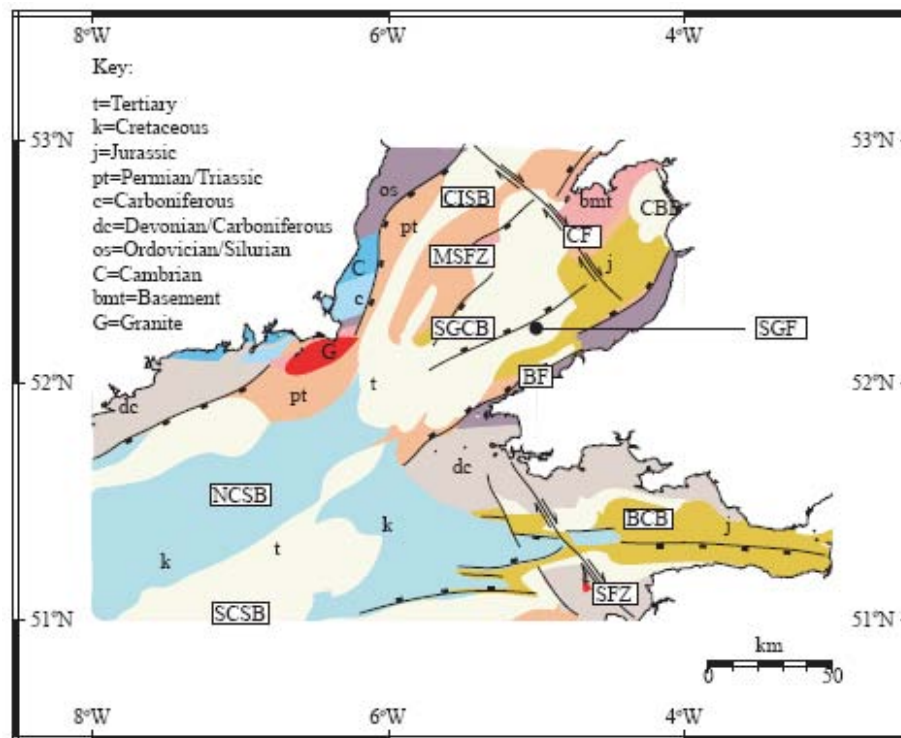 8°W
6°W
4°W
Key:
t=Tertiary
k=Cretaceous
j=Jurassic
pt=Permian/Triassic
c=Carboniferous
dc=Devonian/Carboniferous
os=Ordovician/Silurian
C=Cambrian
bmt=Basement
G=Granite
53°N
53°N
os
CISB
bmt
pt
CF
MSFZ
j
C
c
SGCB
SGF
G
52°N
52°N
t
BF
pt
dc
dc
NCSB
BCB
k
j
t
k
SFZ
SCSB
51°N
51°N
km
0
50
8°W
6°W
4°W